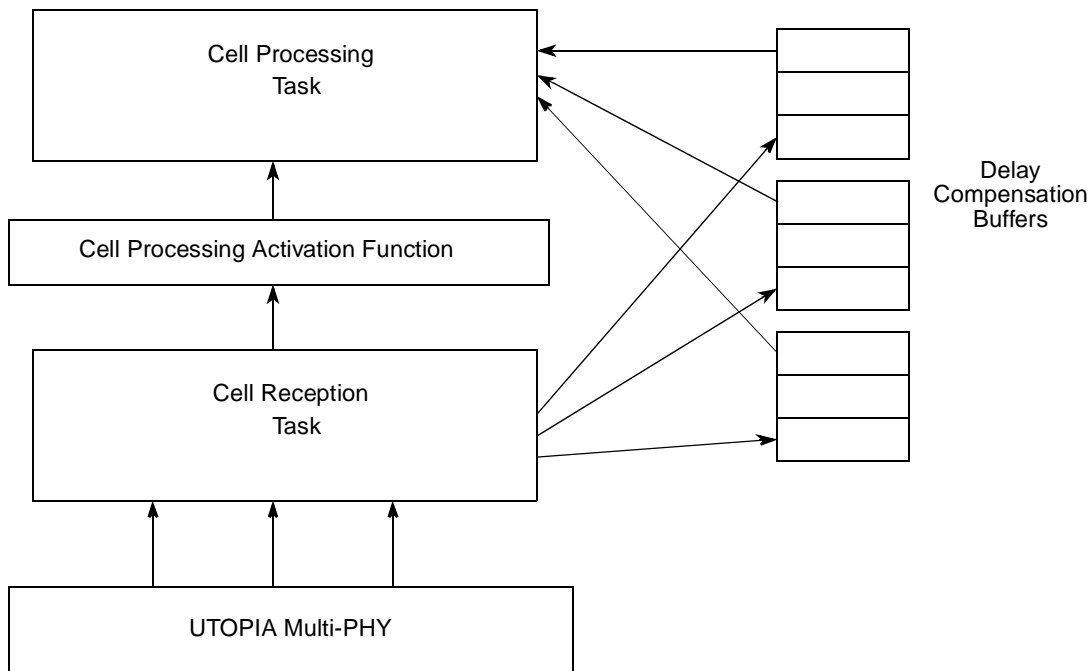 Cell Processing
Task
Delay
Compensation
Buffers
Cell Processing Activation Function
Cell Reception
Task
UTOPIA Multi-PHY